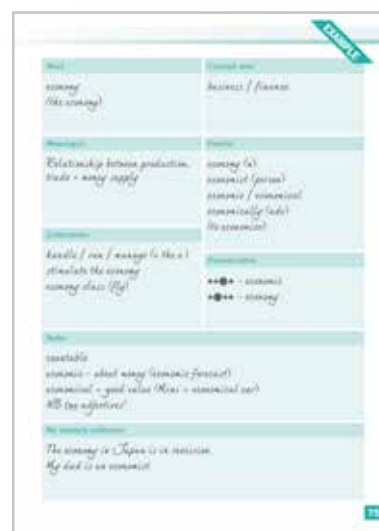 EXAMPLE
Word
economy
(the economy)
Context area
business / finance
Meaning(s)
Relationship between production,
trade + money supply
Family
economy (n)
economist (person)
economic / economical
economically (adv)
(to economise)
Collocations
handle / run / manage (+ the e.)
stimulate the economy
economy class (fly)
Pronunciation
- economic
- economy
Notes
countable
economic - about money (economic forecast)
economical - good value (Mini = economical car)
NB two adjectives!
My example sentences
The economy in Japan is in recession.
My dad is an economist.
75